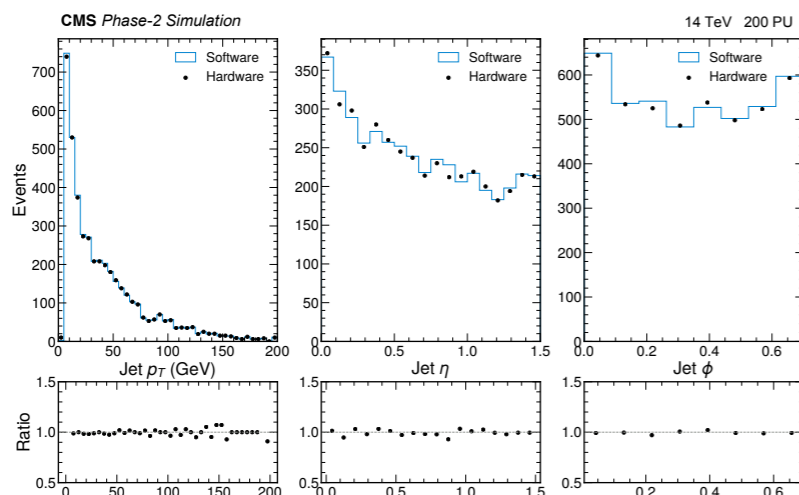 CMS Phase-2 Simulation
14 TeV 200 PU
Events
700
600
500
400
300
200
100
0
0 50 100 150 200
Jet pT (GeV)
Software
Hardware
350
300
250
200
150
100
50
0
0.0 0.5 1.0 1.5
Jet η
Software
Hardware
600
500
400
300
200
100
0
0.0 0.2 0.4 0.6
Jet ϕ
Software
Hardware
Ratio
1.5
1.0
0.5
0 50 100 150 200
1.5
1.0
0.5
0.0 0.5 1.0 1.5
1.5
1.0
0.5
0.2 0.4 0.6